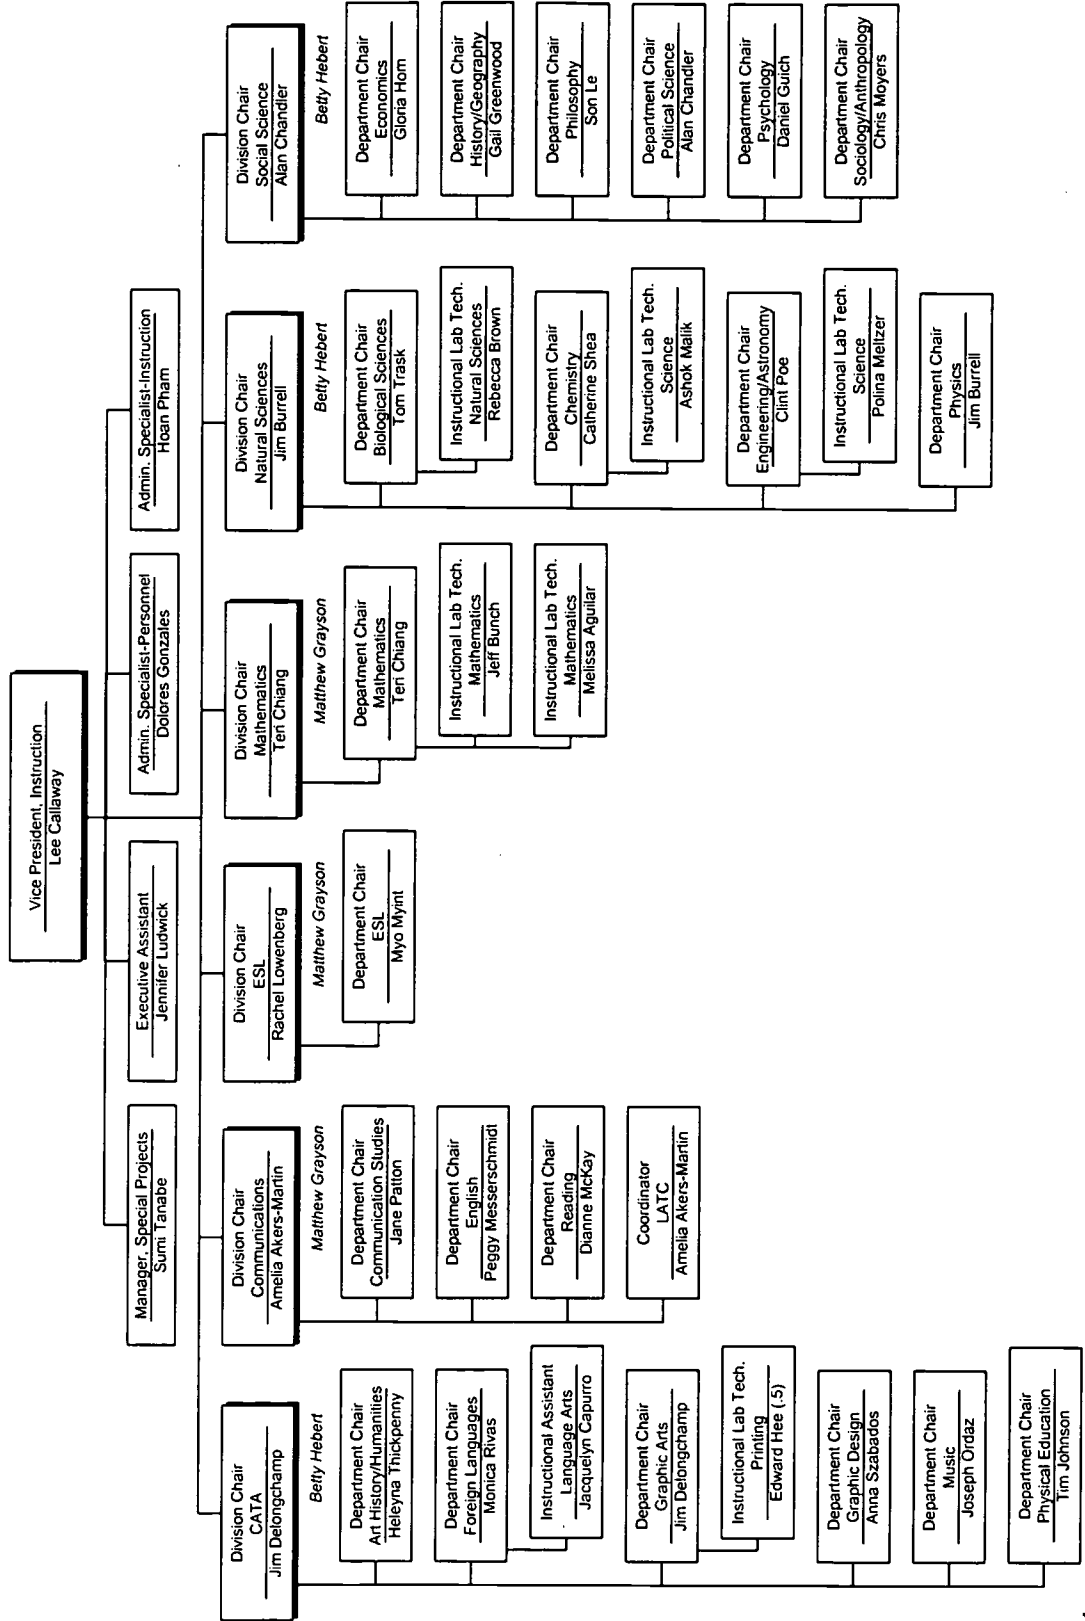 Vice President, Instruction
Lee Callaway
Manager, Special Projects
Sumi Tanabe
Executive Assistant
Jennifer Ludwick
Admin. Specialist-Personnel
Dolores Gonzales
Admin. Specialist-Instruction
Hoan Pham
Division Chair
CATA
Jim Delongchamp
Betty Hebert
Department Chair
Art History/Humanities
Heleyna Thickpenny
Department Chair
Foreign Languages
Monica Rivas
Instructional Assistant
Language Arts
Jacquelyn Capurro
Department Chair
Graphic Arts
Jim Delongchamp
Instructional Lab Tech.
Printing
Edward Hee (.5)
Department Chair
Graphic Design
Anna Szabados
Department Chair
Music
Joseph Ordaz
Department Chair
Physical Education
Tim Johnson
Division Chair
Communications
Amelia Akers-Martin
Matthew Grayson
Department Chair
Communication Studies
Jane Patton
Department Chair
English
Peggy Messerschmidt
Department Chair
Reading
Dianne McKay
Coordinator
LATC
Amelia Akers-Martin
Division Chair
ESL
Rachel Lowenberg
Matthew Grayson
Department Chair
ESL
Myo Myint
Division Chair
Mathematics
Teri Chiang
Matthew Grayson
Department Chair
Mathematics
Teri Chiang
Instructional Lab Tech.
Mathematics
Jeff Bunch
Instructional Lab Tech.
Mathematics
Melissa Aguilar
Division Chair
Natural Sciences
Jim Burrell
Betty Hebert
Department Chair
Biological Sciences
Tom Trask
Instructional Lab Tech.
Natural Sciences
Rebecca Brown
Department Chair
Chemistry
Catherine Shea
Instructional Lab Tech.
Science
Ashok Malik
Department Chair
Engineering/Astronomy
Clint Poe
Instructional Lab Tech.
Science
Polina Meltzer
Department Chair
Physics
Jim Burrell
Division Chair
Social Science
Alan Chandler
Betty Hebert
Department Chair
Economics
Gloria Hom
Department Chair
History/Geography
Gail Greenwood
Department Chair
Philosophy
Son Le
Department Chair
Political Science
Alan Chandler
Department Chair
Psychology
Daniel Guich
Department Chair
Sociology/Anthropology
Chris Moyers